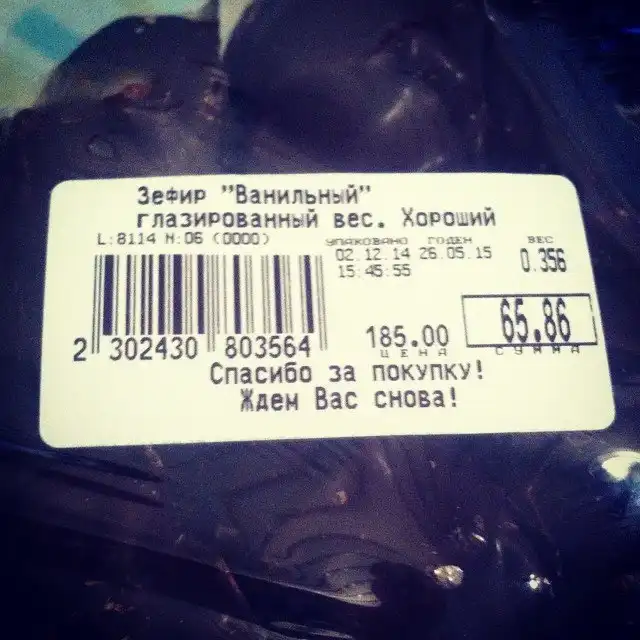 Зефир "Ванильный"
глазированный вес. Хороший
L:8114 М:06 (0000)
УПАКОВАНО ГОДЕН ВЕС
02.12.14 26.05.15 0.356
15:45:55
2 302430 803564
185.00 65.86
ЦЕНА СУММА
Спасибо за покупку!
Ждем Вас снова!